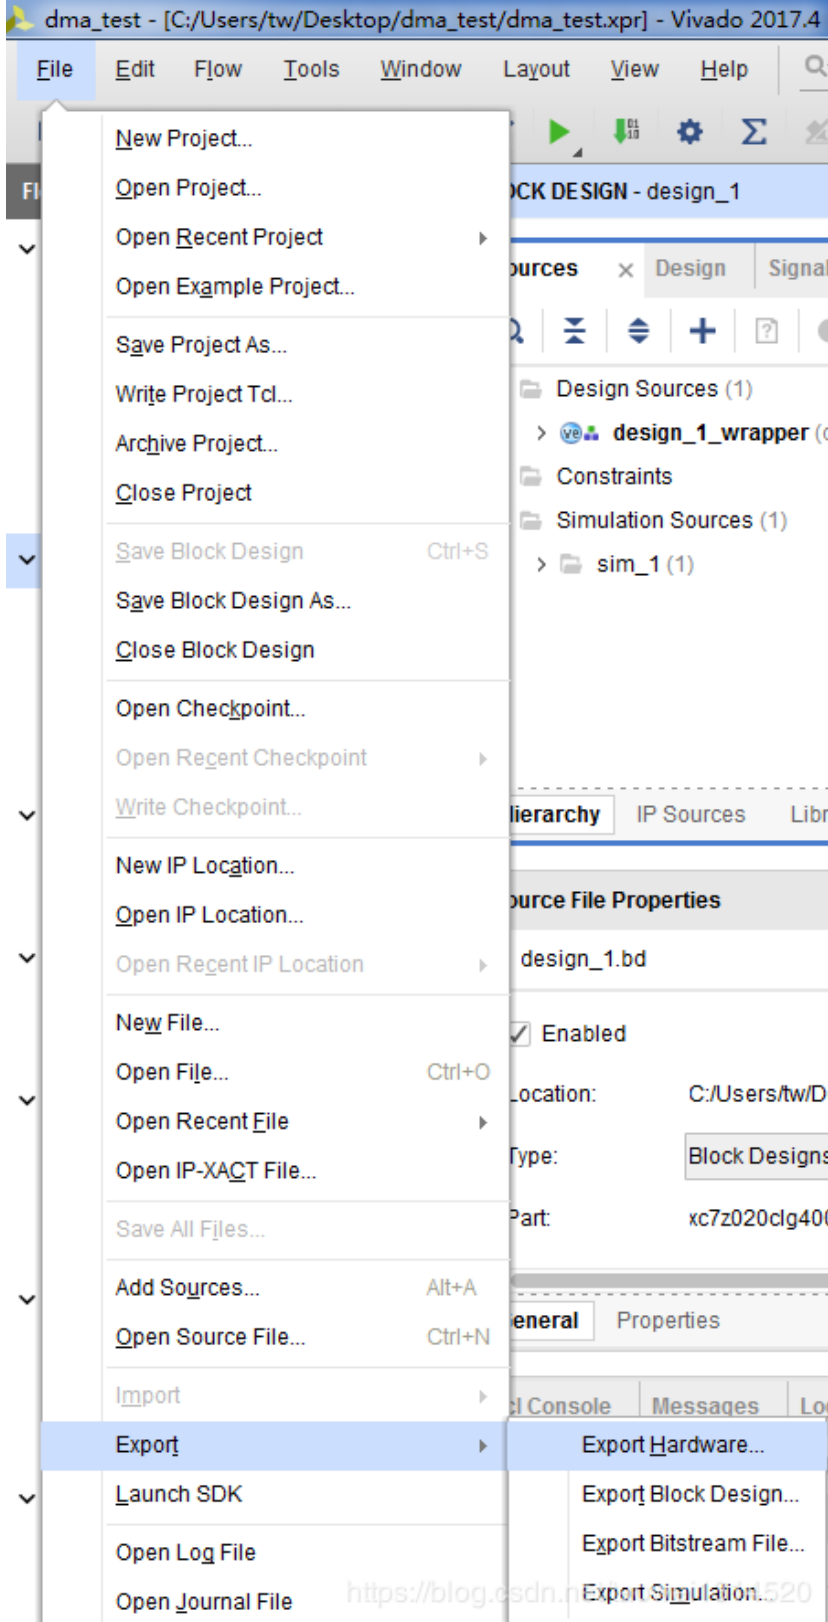 dma_test - [C:/Users/tw/Desktop/dma_test/dma_test.xpr] - Vivado 2017.4
File Edit Flow Tools Window Layout View Help
New Project...
Open Project...
OCK DESIGN - design_1
Open Recent Project
Open Example Project...
ources × Design Signal
Save Project As...
Write Project Tcl...
Design Sources (1)
Archive Project...
design_1_wrapper
Close Project
Constraints
Simulation Sources (1)
Save Block Design Ctrl+S
sim_1 (1)
Save Block Design As...
Close Block Design
Open Checkpoint...
Open Recent Checkpoint
Write Checkpoint...
Hierarchy IP Sources Libr
New IP Location...
ource File Properties
Open IP Location...
design_1.bd
Open Recent IP Location
New File...
Enabled
Open File... Ctrl+O
Location: C:/Users/tw/D
Open Recent File
Type: Block Designs
Open IP-XACT File...
Part: xc7z020clg400
Save All Files...
Add Sources... Alt+A
eneral Properties
Open Source File... Ctrl+N
Import
cl Console Messages Log
Export
Export Hardware...
Launch SDK
Export Block Design...
Open Log File
Export Bitstream File...
Open Journal File
Export Simulation...